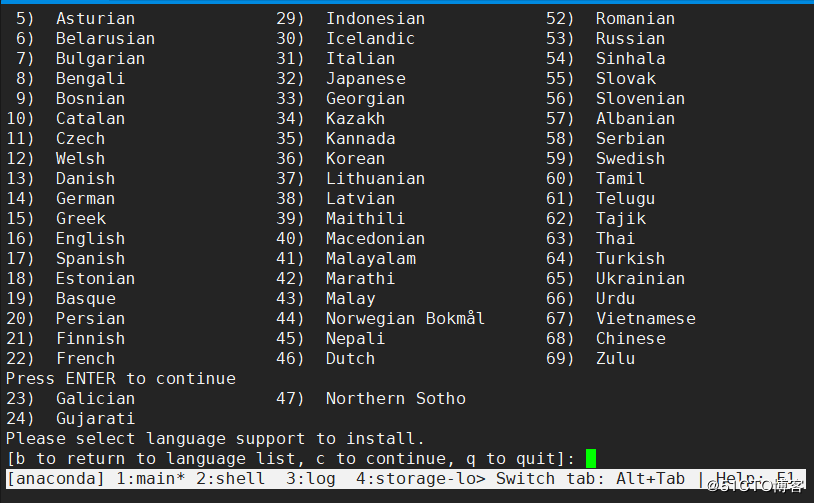 5) Asturian 29) Indonesian 52) Romanian
6) Belarusian 30) Icelandic 53) Russian
7) Bulgarian 31) Italian 54) Sinhala
8) Bengali 32) Japanese 55) Slovak
9) Bosnian 33) Georgian 56) Slovenian
10) Catalan 34) Kazakh 57) Albanian
11) Czech 35) Kannada 58) Serbian
12) Welsh 36) Korean 59) Swedish
13) Danish 37) Lithuanian 60) Tamil
14) German 38) Latvian 61) Telugu
15) Greek 39) Maithili 62) Tajik
16) English 40) Macedonian 63) Thai
17) Spanish 41) Malayalam 64) Turkish
18) Estonian 42) Marathi 65) Ukrainian
19) Basque 43) Malay 66) Urdu
20) Persian 44) Norwegian Bokmål 67) Vietnamese
21) Finnish 45) Nepali 68) Chinese
22) French 46) Dutch 69) Zulu
Press ENTER to continue
23) Galician 47) Northern Sotho
24) Gujarati
Please select language support to install.
[b to return to language list, c to continue, q to quit]:
[anaconda] 1:main* 2:shell 3:log 4:storage-lo> Switch tab: Alt+Tab | Help: F1
@51CTO博客